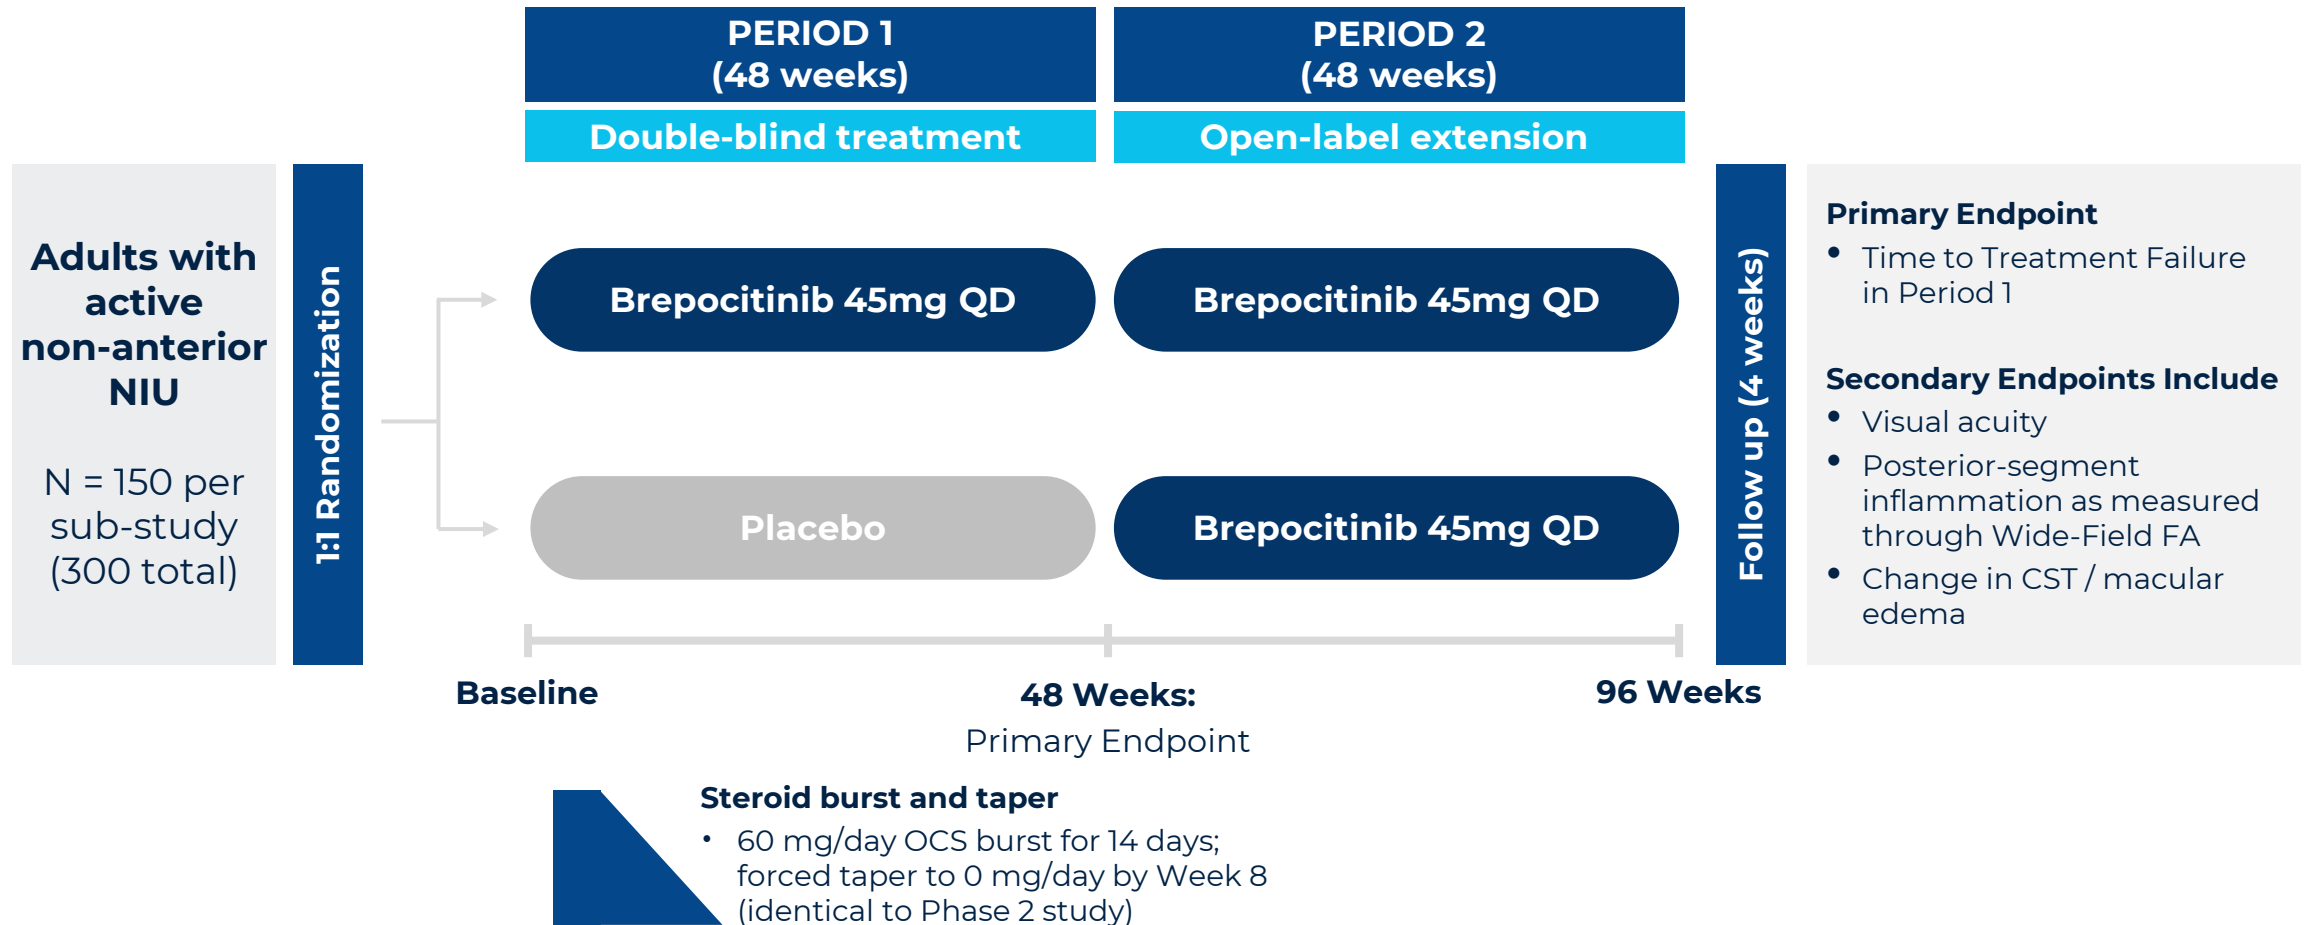 PERIOD 1
(48 weeks)
PERIOD 2
(48 weeks)
Double-blind treatment
Open-label extension
Adults with
active
non-anterior
NIU
N = 150 per
sub-study
(300 total)
1:1 Randomization
Brepocitinib 45mg QD
Brepocitinib 45mg QD
Placebo
Brepocitinib 45mg QD
Follow up (4 weeks)
Primary Endpoint
• Time to Treatment Failure
in Period 1
Secondary Endpoints Include
• Visual acuity
• Posterior-segment
inflammation as measured
through Wide-Field FA
• Change in CST / macular
edema
Baseline
48 Weeks:
Primary Endpoint
96 Weeks
Steroid burst and taper
• 60 mg/day OCS burst for 14 days;
forced taper to 0 mg/day by Week 8
(identical to Phase 2 study)